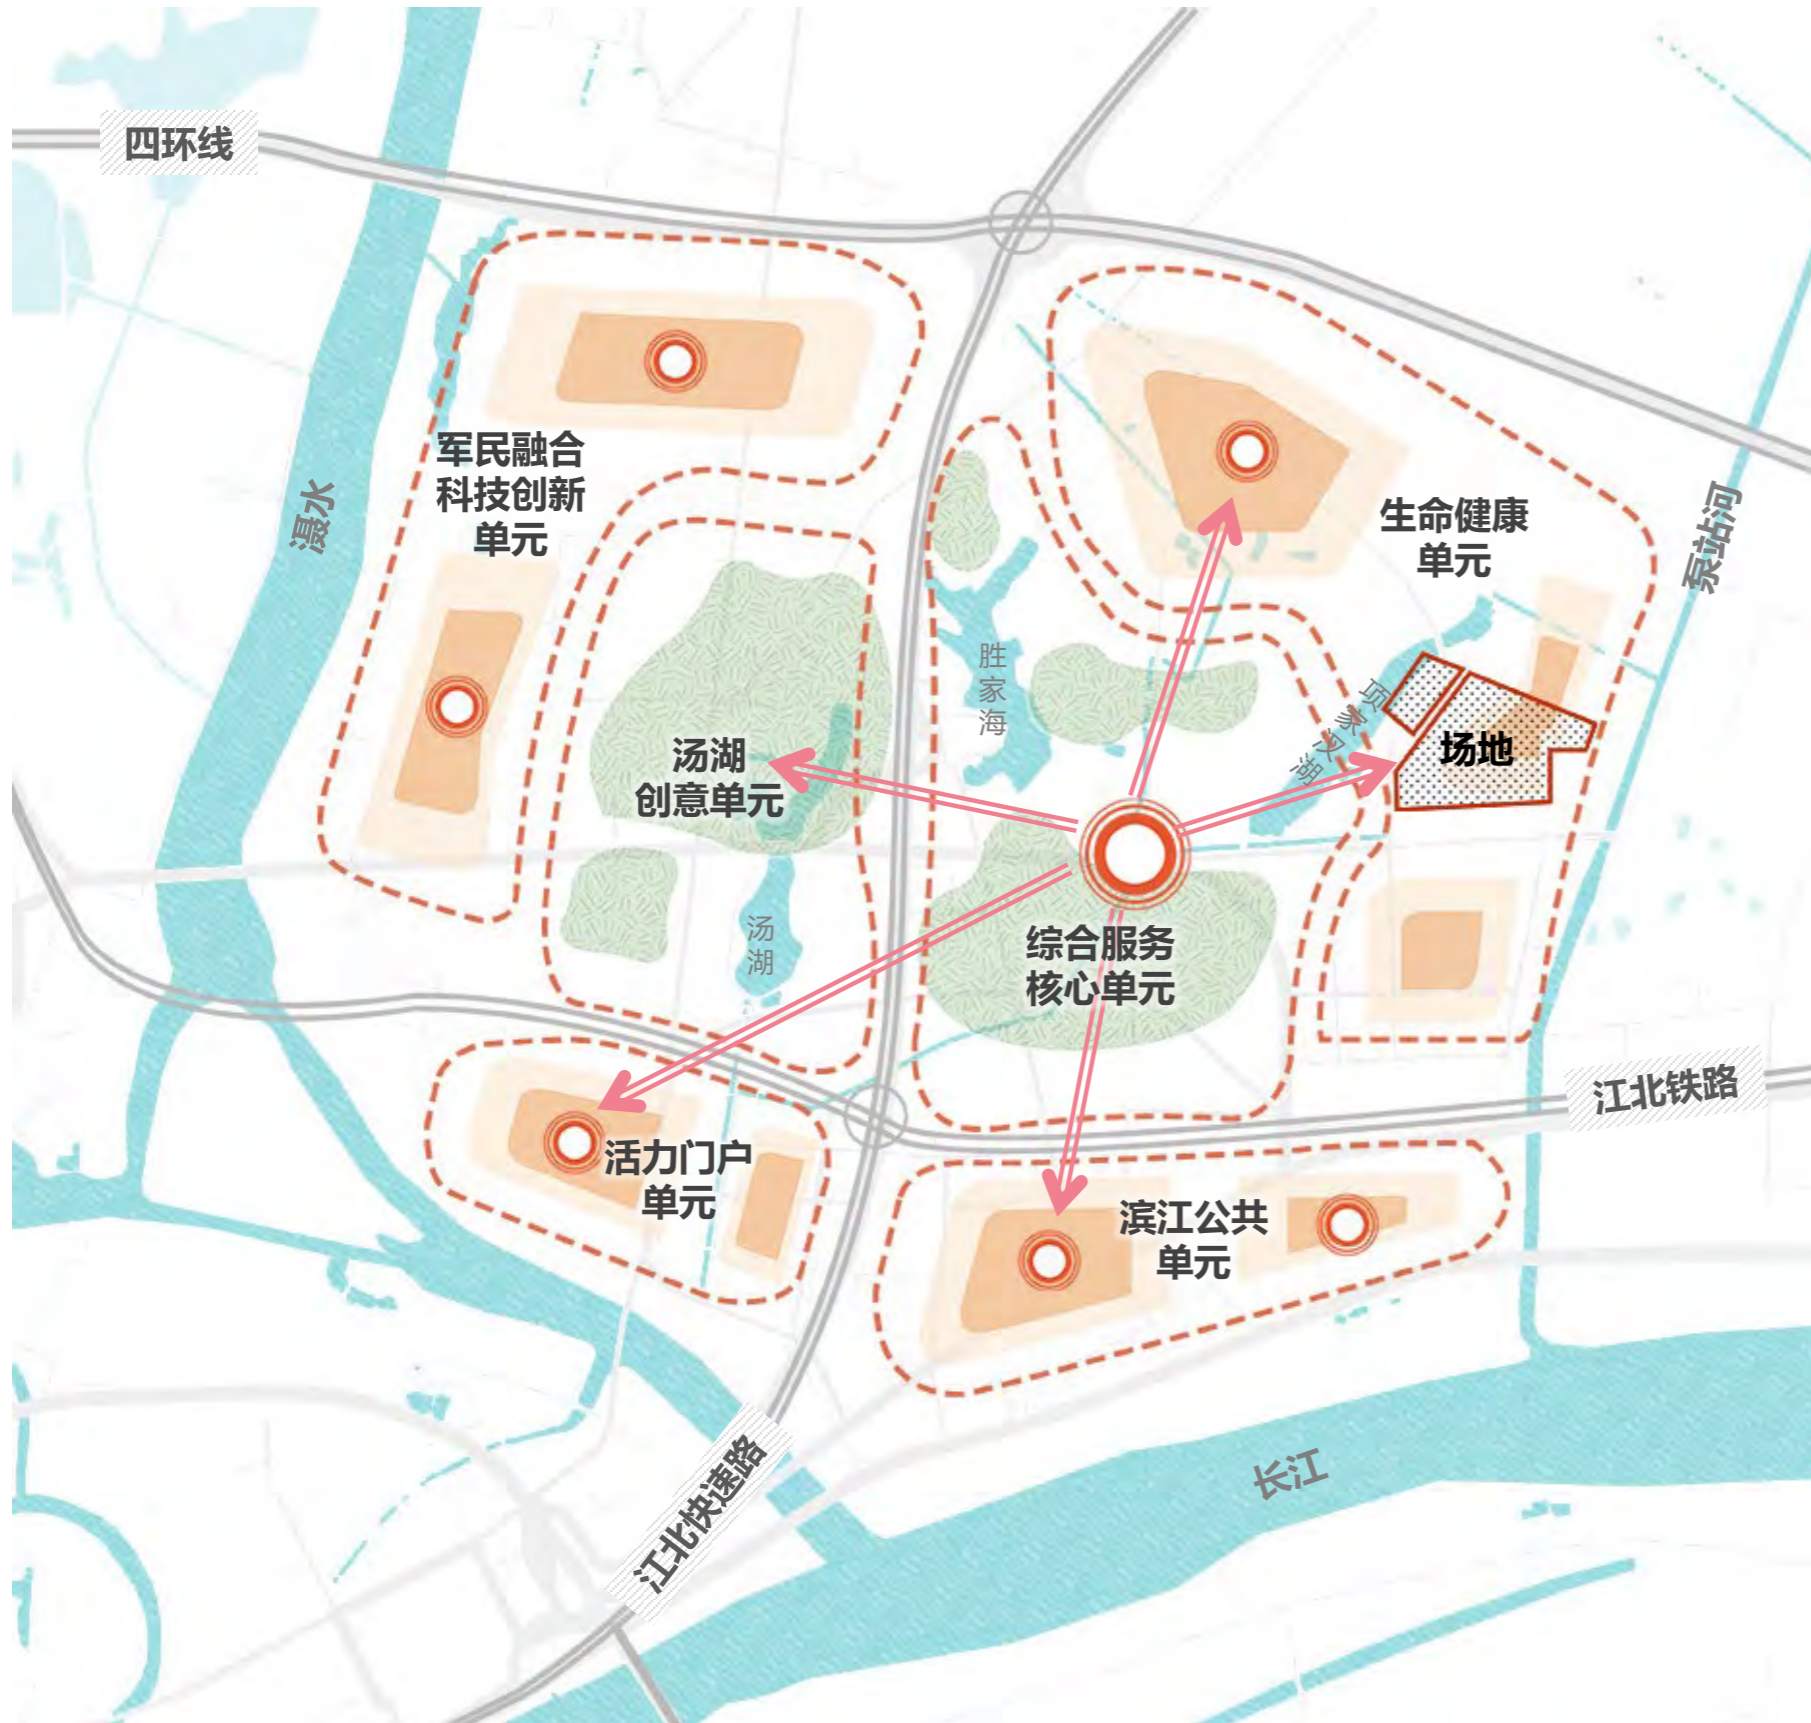 四环线
军民融合
科技创新
单元
滠水
生命健康
单元
泵站河
胜家海
项家汊湖
场地
汤湖
创意单元
汤湖
综合服务
核心单元
江北铁路
活力门户
单元
滨江公共
单元
江北快速路
长江